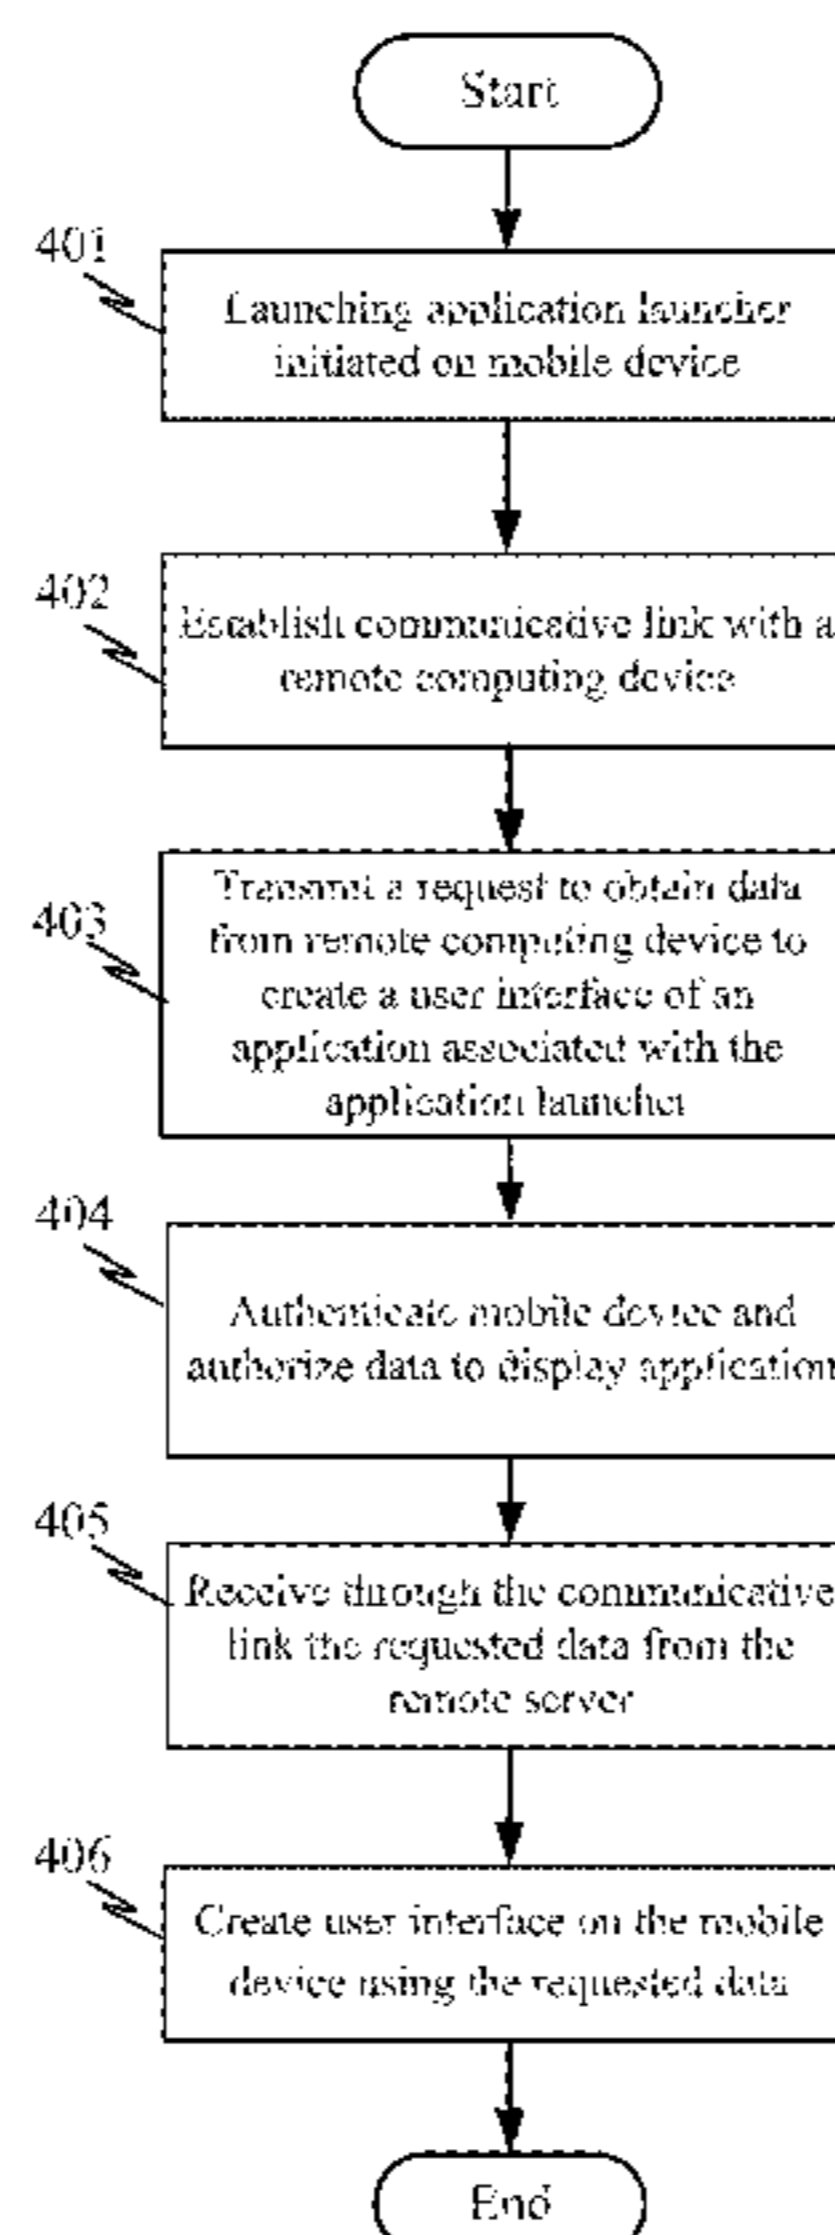 Start
401
Launching application launcher
initiated on mobile device
402
Establish communicative link with a
remote computing device
403
Transmit a request to obtain data
from remote computing device to
create a user interface of an
application associated with the
application launcher
404
Authenticate mobile device and
authorize data to display application
405
Receive through the communicative
link the requested data from the
remote server
406
Create user interface on the mobile
device using the requested data
End